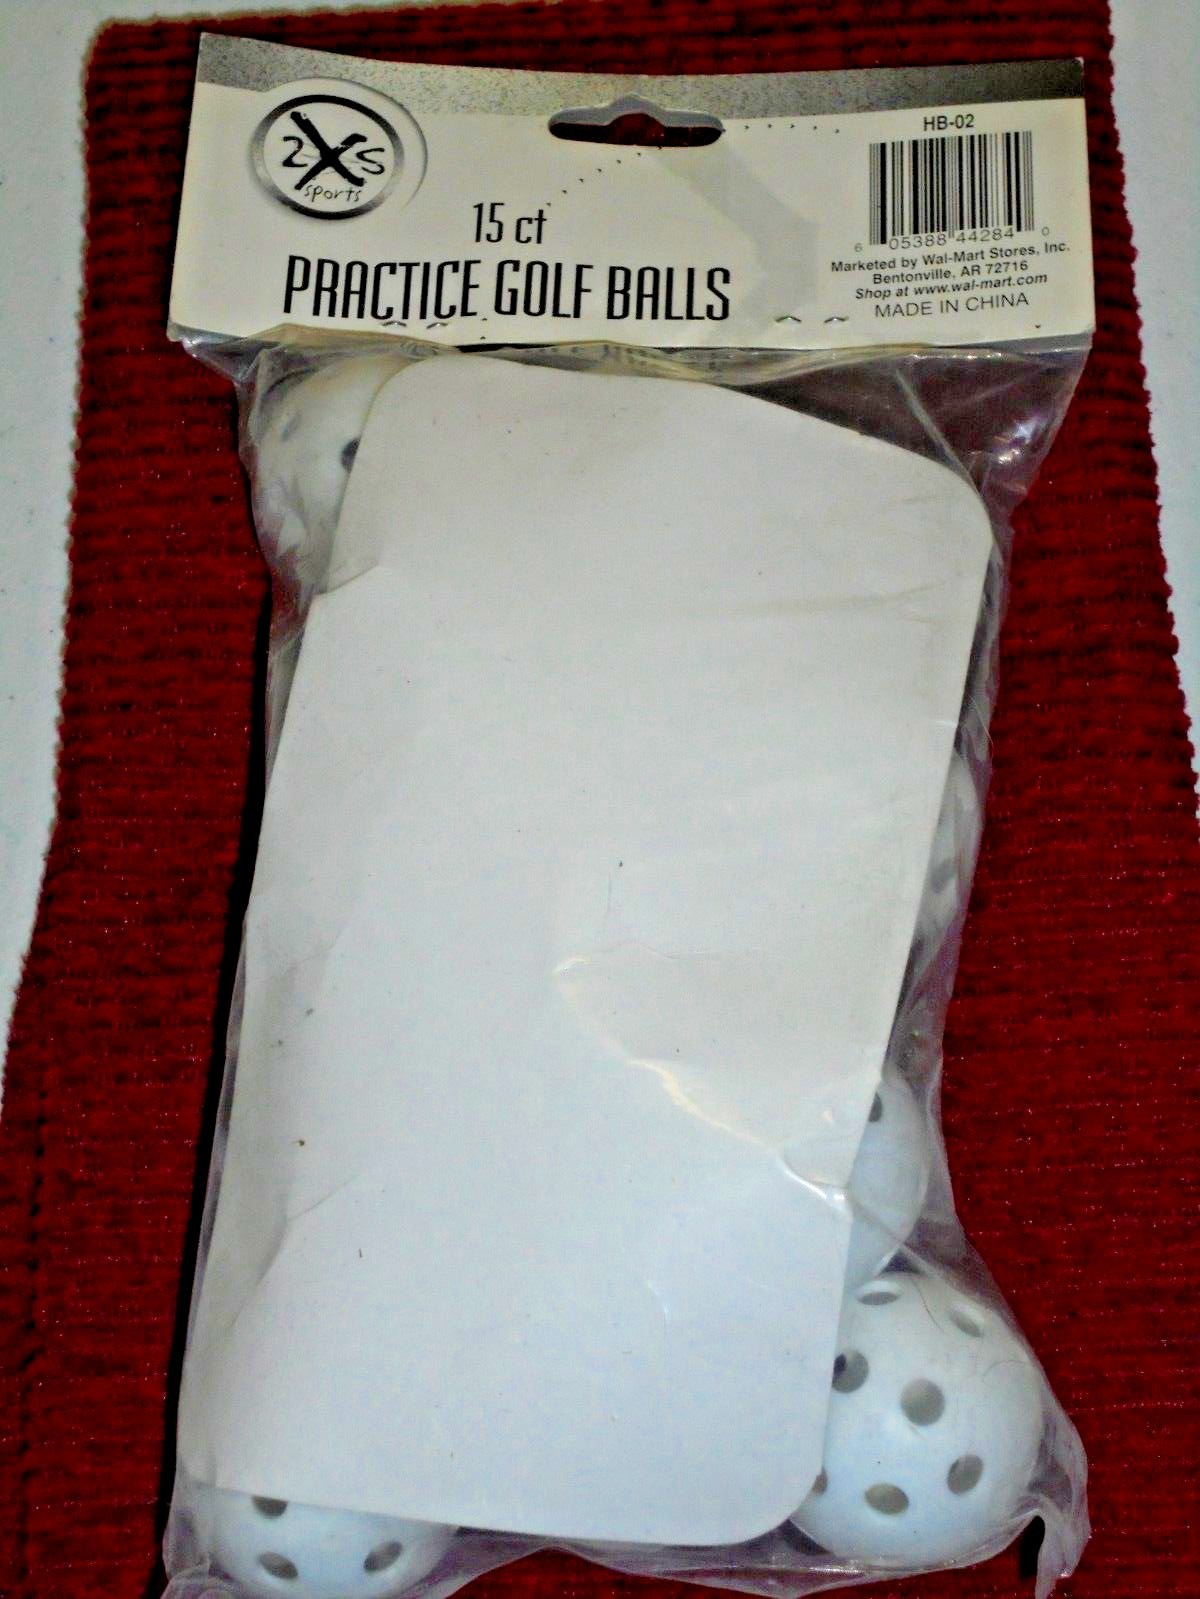 2XS
sports
15 ct
PRACTICE GOLF BALLS
HB-02
6 05388 44284 0
Marketed by Wal-Mart Stores, Inc.
Bentonville, AR 72716
Shop at www.wal-mart.com
MADE IN CHINA